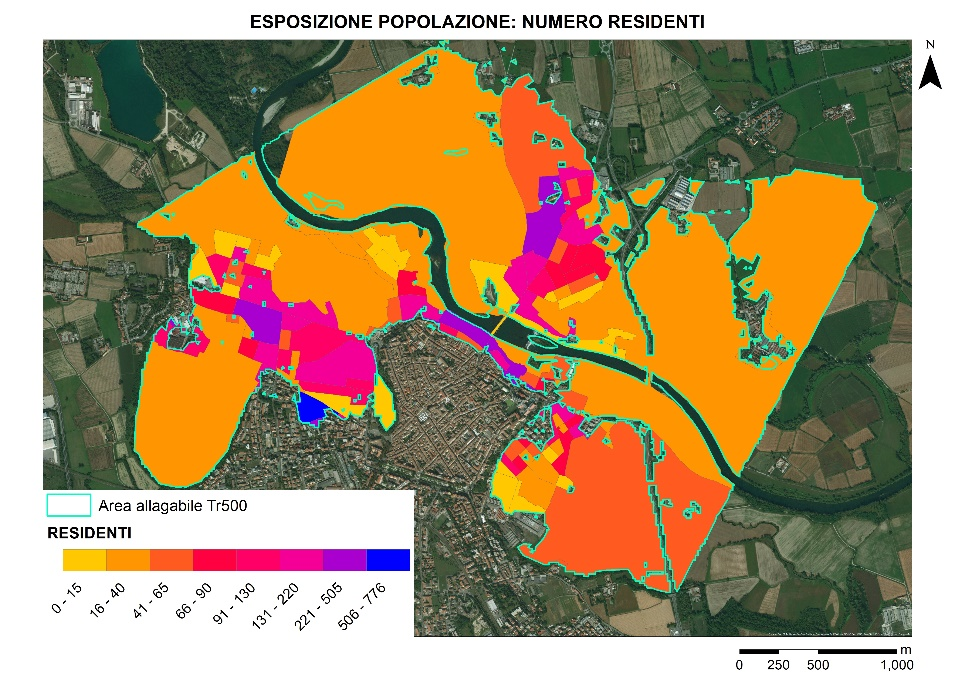 ESPOSIZIONE POPOLAZIONE: NUMERO RESIDENTI
N
Area allagabile Tr500
RESIDENTI
0 - 15
16 - 40
41 - 65
66 - 90
91 - 130
131 - 220
221 - 505
506 - 776
m
0 250 500 1,000